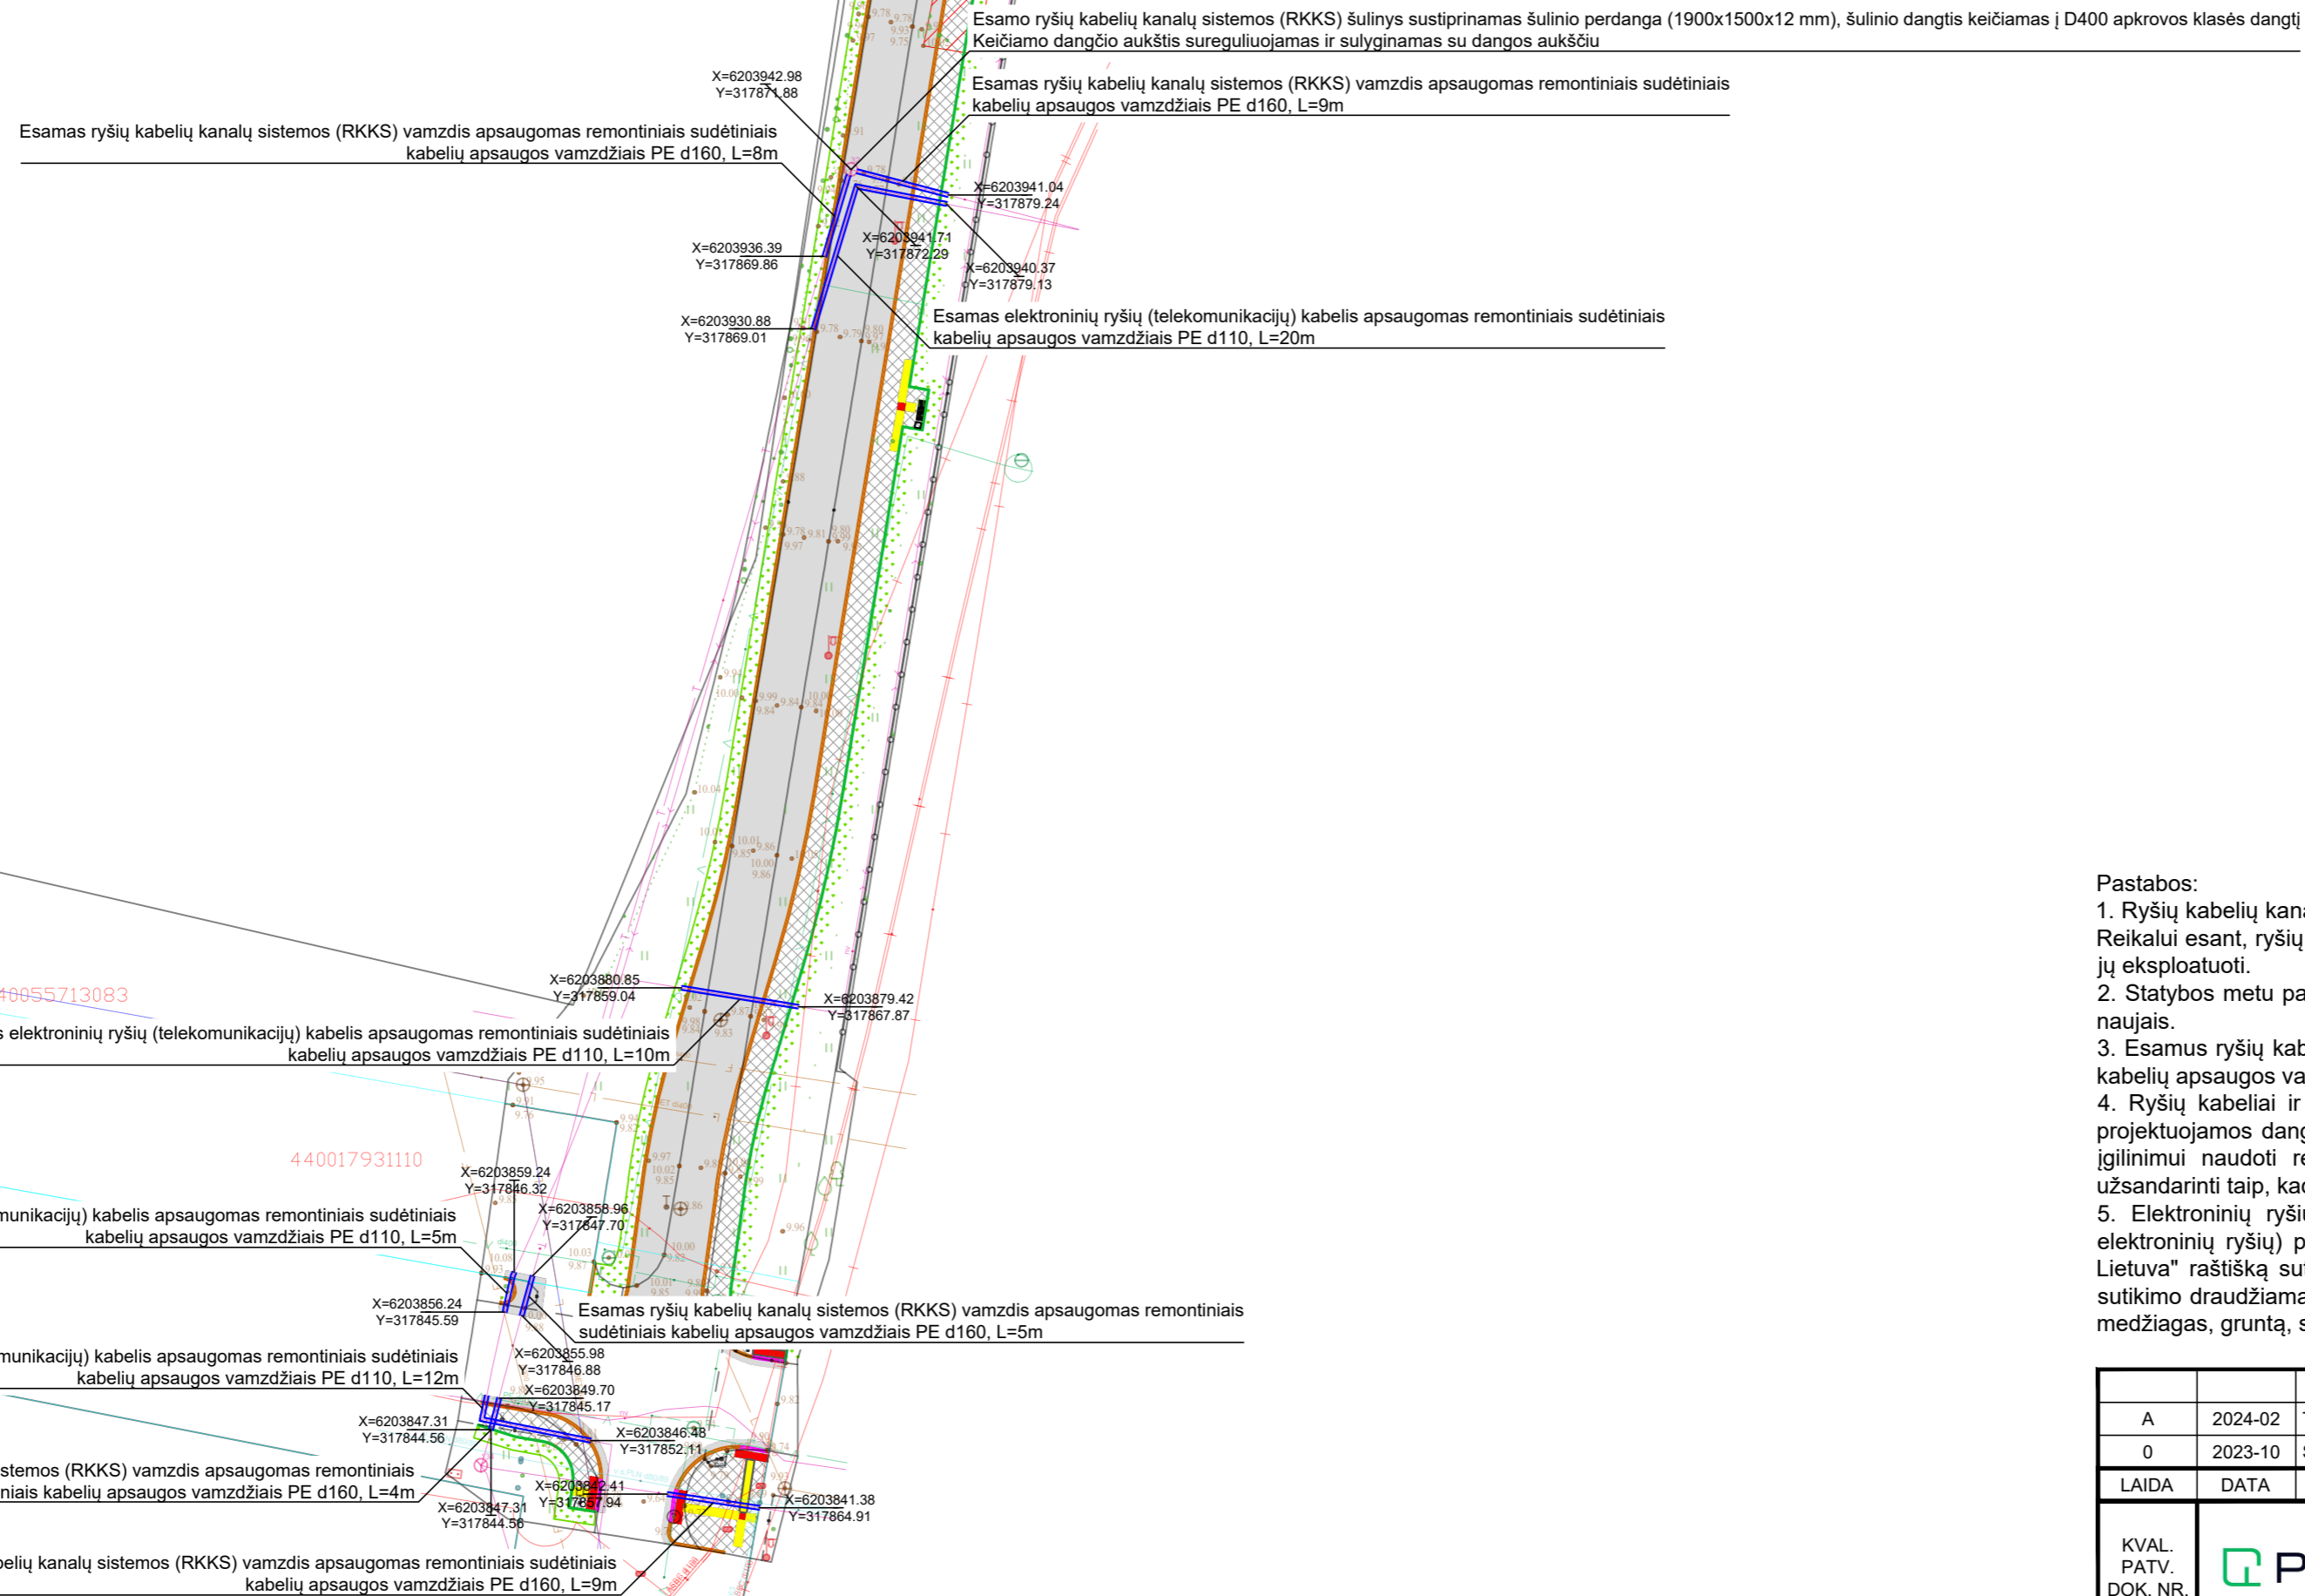 Esamo ryšių kabelių kanalų sistemos (RKKS) šulinys sustiprinamas šulinio perdanga (1900x1500x12 mm), šulinio dangtis keičiamas į D400 apkrovos klasės dangtį
Keičiamo dangčio aukštis sureguliuojamas ir sulyginamas su dangos aukščiu
X=6203942.98
Y=317871.88
Esamas ryšių kabelių kanalų sistemos (RKKS) vamzdis apsaugomas remontiniais sudėtiniais
kabelių apsaugos vamzdžiais PE d160, L=9m
Esamas ryšių kabelių kanalų sistemos (RKKS) vamzdis apsaugomas remontiniais sudėtiniais
kabelių apsaugos vamzdžiais PE d160, L=8m
X=6203941.04
Y=317879.24
X=6203936.39
Y=317869.86
X=6203941.71
Y=317872.29
X=6203940.37
Y=317879.13
X=6203930.88
Y=317869.01
Esamas elektroninių ryšių (telekomunikacijų) kabelis apsaugomas remontiniais sudėtiniais
kabelių apsaugos vamzdžiais PE d110, L=20m
X=6203880.85
Y=317859.04
X=6203879.42
Y=317867.87
40055713083
s elektroninių ryšių (telekomunikacijų) kabelis apsaugomas remontiniais sudėtiniais
kabelių apsaugos vamzdžiais PE d110, L=10m
440017931110
X=6203859.24
Y=317846.32
X=6203858.96
Y=317847.70
munikacijų) kabelis apsaugomas remontiniais sudėtiniais
kabelių apsaugos vamzdžiais PE d110, L=5m
X=6203856.24
Y=317845.59
Esamas ryšių kabelių kanalų sistemos (RKKS) vamzdis apsaugomas remontiniais
sudėtiniais kabelių apsaugos vamzdžiais PE d160, L=5m
X=6203855.98
Y=317846.88
munikacijų) kabelis apsaugomas remontiniais sudėtiniais
kabelių apsaugos vamzdžiais PE d110, L=12m
X=6203849.70
Y=317845.17
X=6203847.31
Y=317844.56
X=6203846.48
Y=317852.11
stemos (RKKS) vamzdis apsaugomas remontiniais
niais kabelių apsaugos vamzdžiais PE d160, L=4m
X=6203842.41
Y=317857.94
X=6203841.38
Y=317864.91
X=6203847.31
Y=317844.56
belių kanalų sistemos (RKKS) vamzdis apsaugomas remontiniais sudėtiniais
kabelių apsaugos vamzdžiais PE d160, L=9m
Pastabos:
1. Ryšių kabelių kana
Reikalui esant, ryšių
jų eksploatuoti.
2. Statybos metu pa
naujais.
3. Esamus ryšių kab
kabelių apsaugos va
4. Ryšių kabeliai ir
projektuojamos dang
įgilinimui naudoti re
užsandarinti taip, kad
5. Elektroninių ryšių
elektroninių ryšių) p
Lietuva" raštišką sut
sutikimo draudžiama
medžiagas, gruntą, s
A 2024-02
0 2023-10
LAIDA DATA
KVAL.
PATV.
DOK. NR.
P